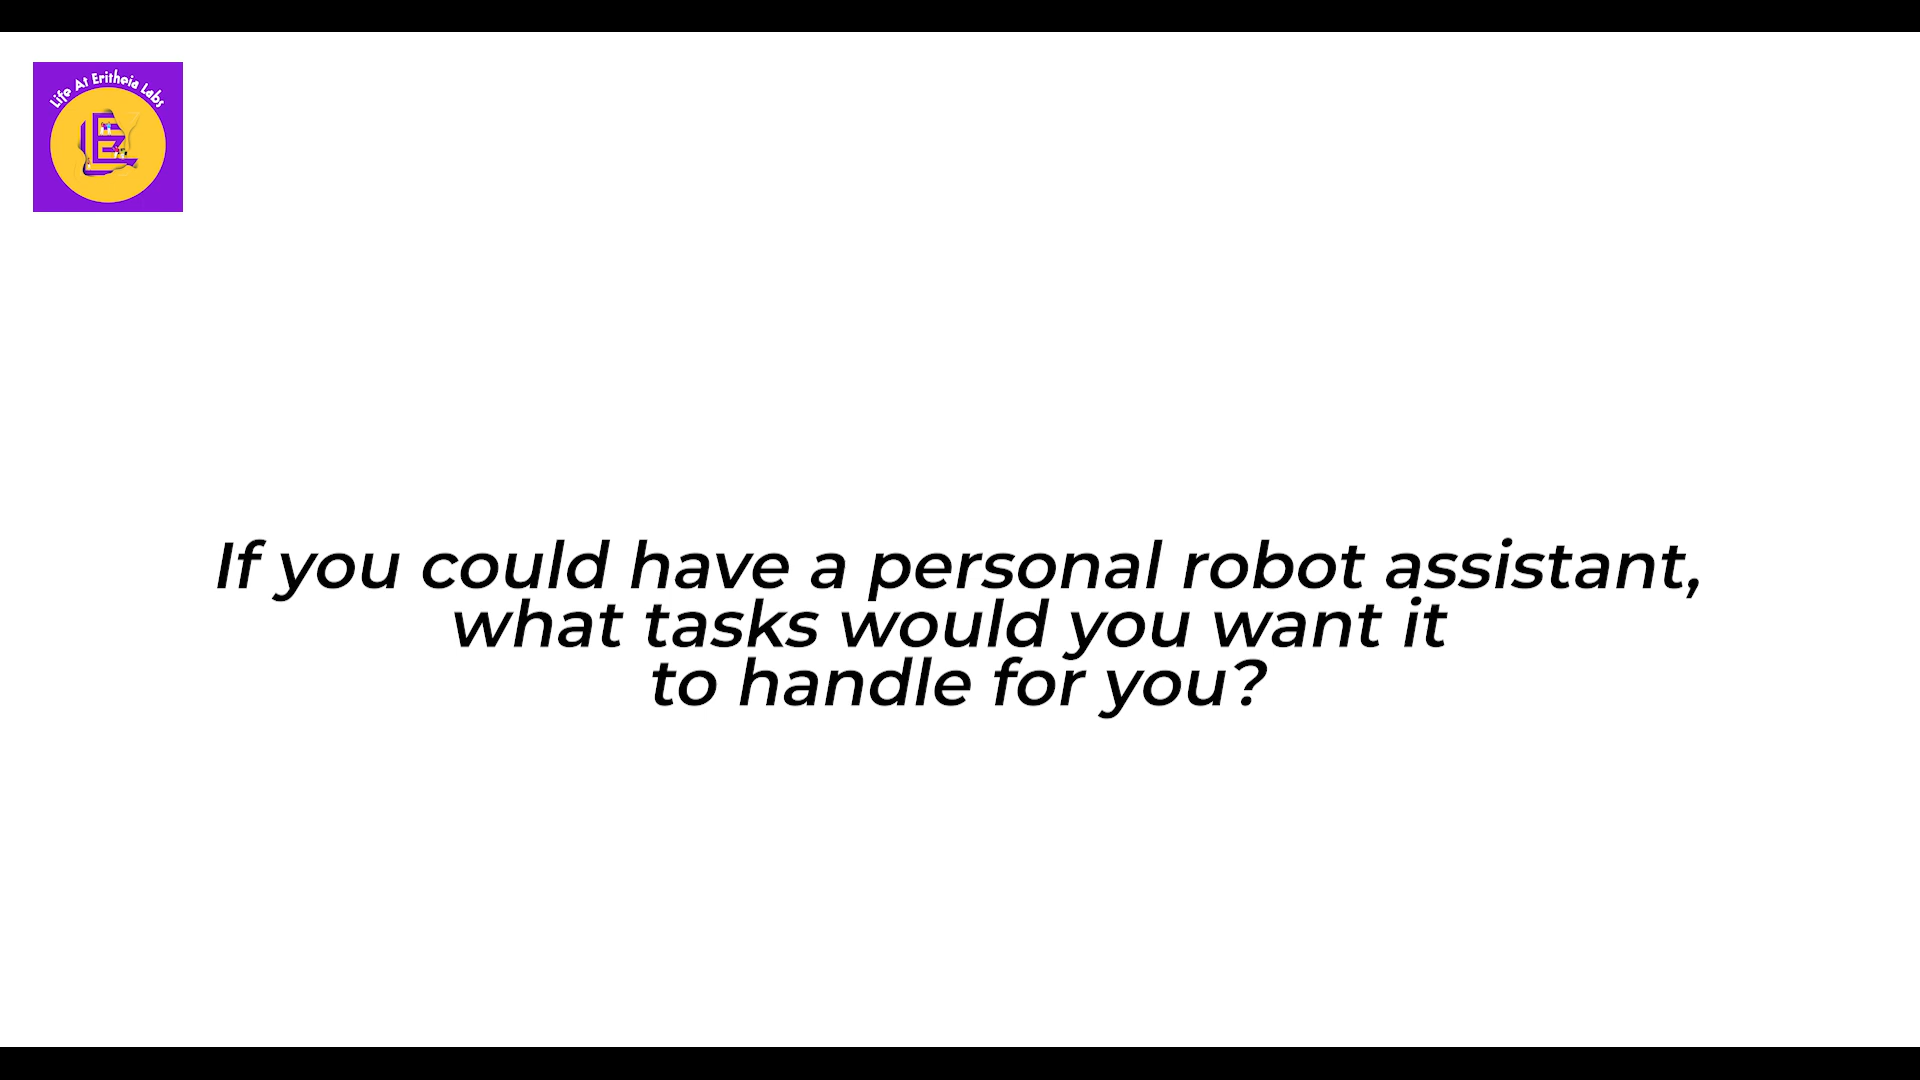 Life At Eritheia Labs
If you could have a personal robot assistant,
what tasks would you want it
to handle for you?